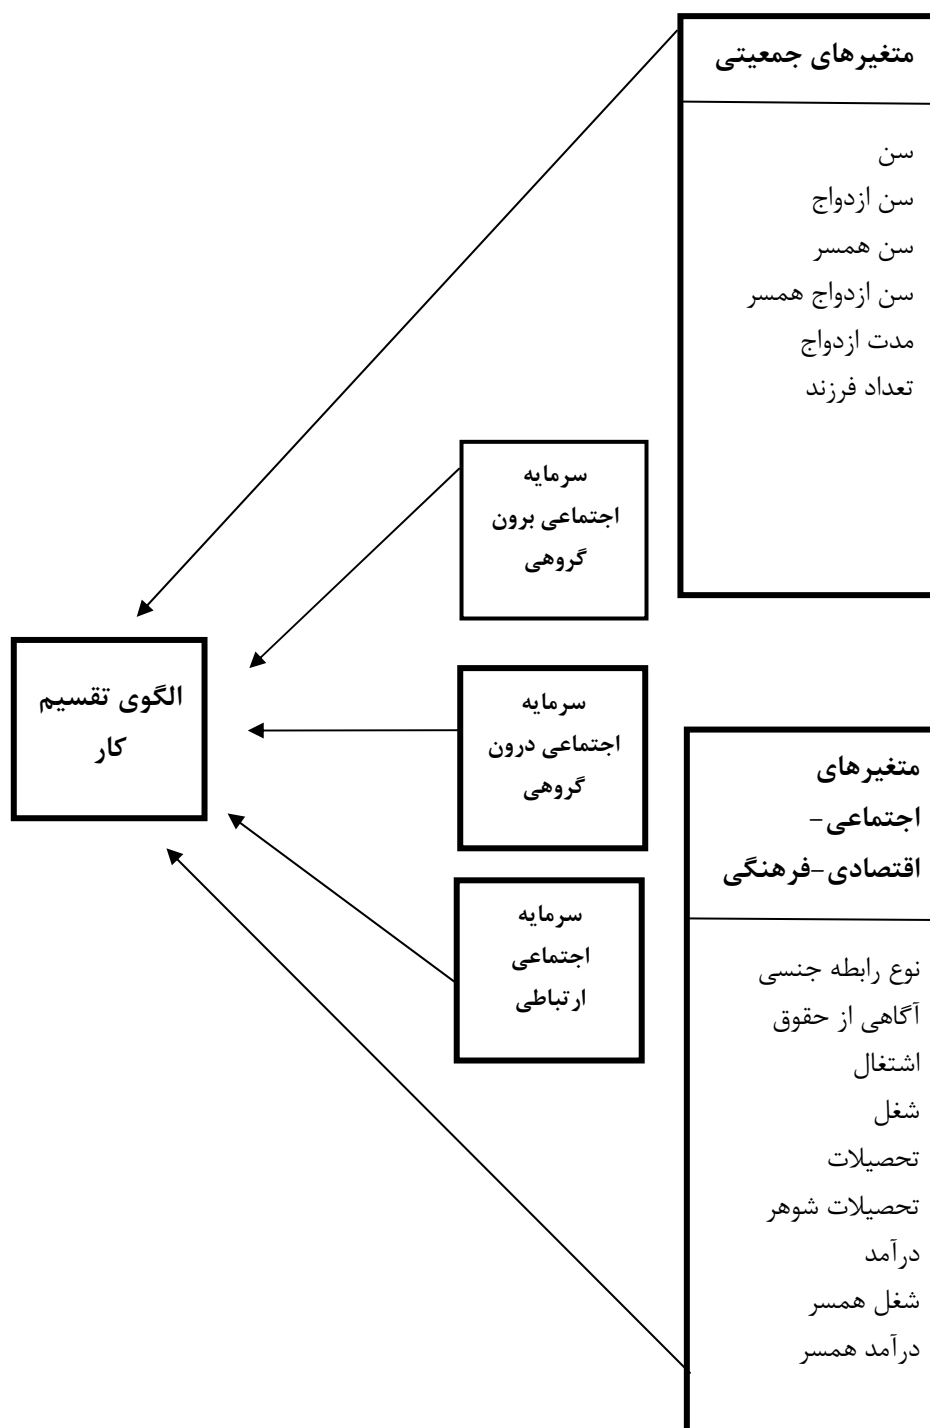 متغیرهای جمعیتی
سن
سن ازدواج
سن همسر
سن ازدواج همسر
مدت ازدواج
تعداد فرزند
سرمایه
اجتماعی برون
گروهی
الگوی تقسیم
کار
سرمایه
اجتماعی درون
گروهی
سرمایه
اجتماعی
ارتباطی
متغیرهای
اجتماعی-
اقتصادی-فرهنگی
نوع رابطه جنسی
آگاهی از حقوق
اشتغال
شغل
تحصیلات
تحصیلات شوهر
درآمد
شغل همسر
درآمد همسر